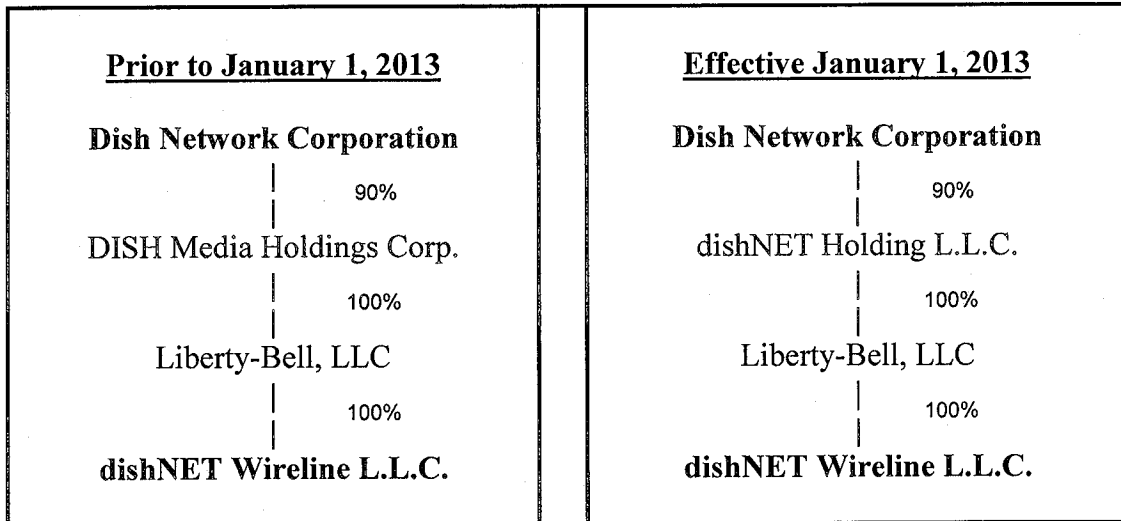 Prior to January 1, 2013
Dish Network Corporation
90%
DISH Media Holdings Corp.
100%
Liberty-Bell, LLC
100%
dishNET Wireline L.L.C.
Effective January 1, 2013
Dish Network Corporation
90%
dishNET Holding L.L.C.
100%
Liberty-Bell, LLC
100%
dishNET Wireline L.L.C.